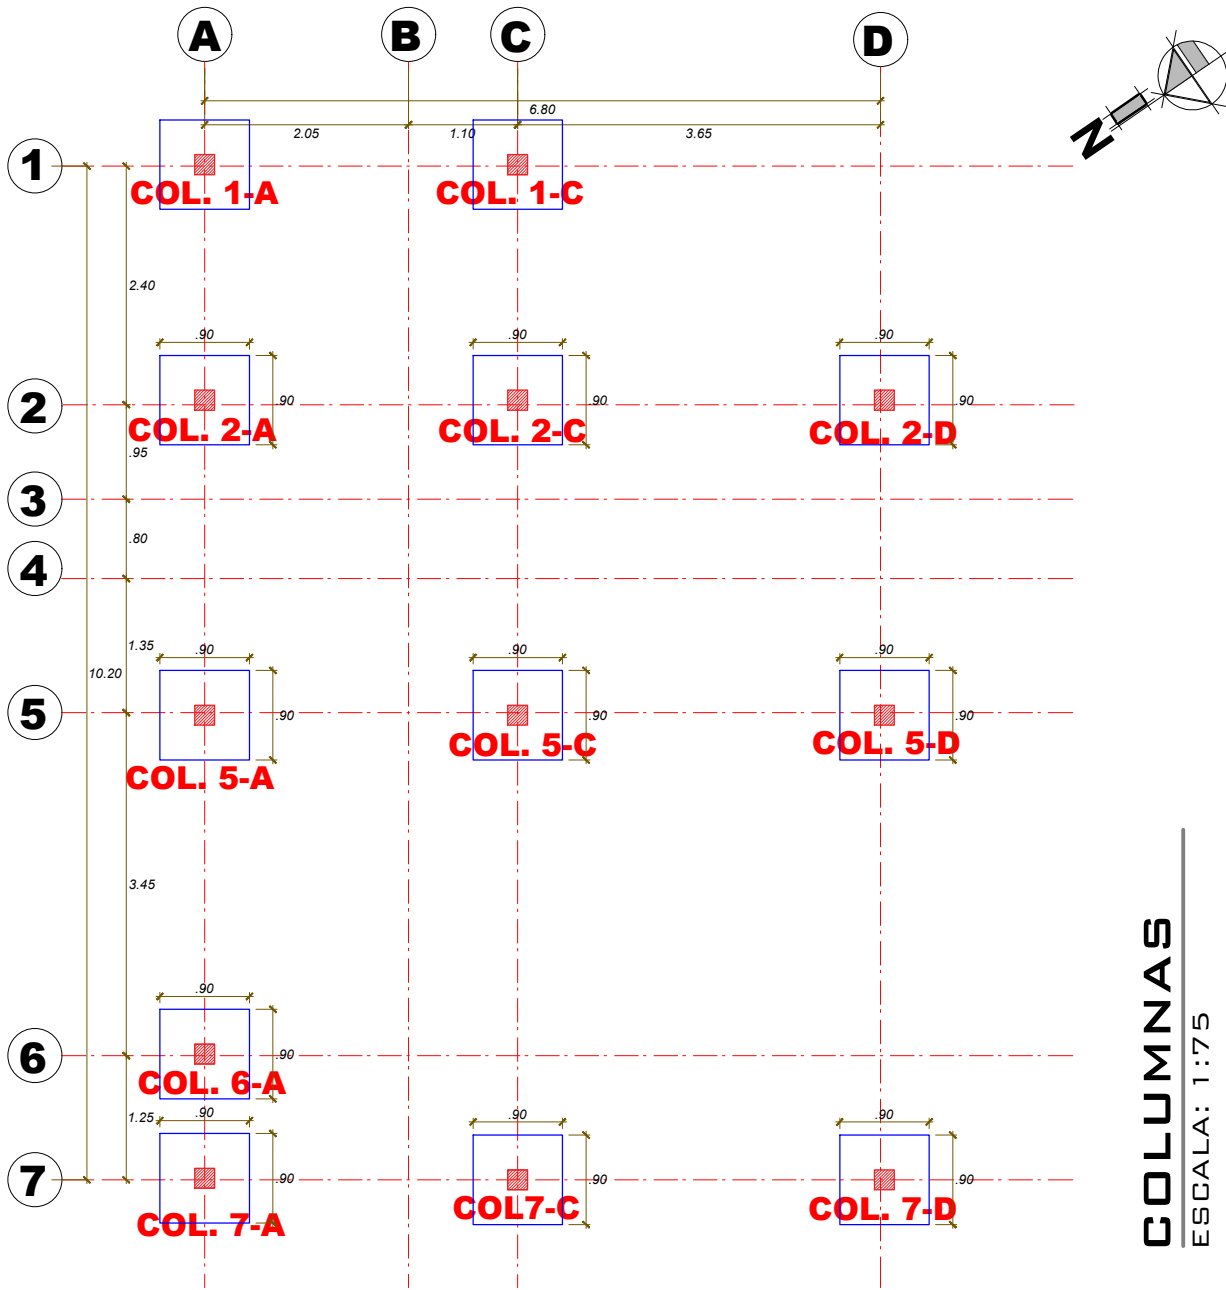 A B C D
6.80
2.05 1.10 3.65
N
1
COL. 1-A COL. 1-C
2.40
.90 .90 .90
2
.90 .90 .90
COL. 2-A COL. 2-C COL. 2-D
.95
3
.80
4
1.35 .90 .90 .90
10.20
5
.90 .90 .90
COL. 5-C COL. 5-D
COL. 5-A
3.45
.90
6
.90
COL. 6-A
1.25 .90 .90 .90
7
.90 .90 .90
COL7-C COL. 7-D
COL. 7-A
COLUMNAS
ESCALA: 1:75